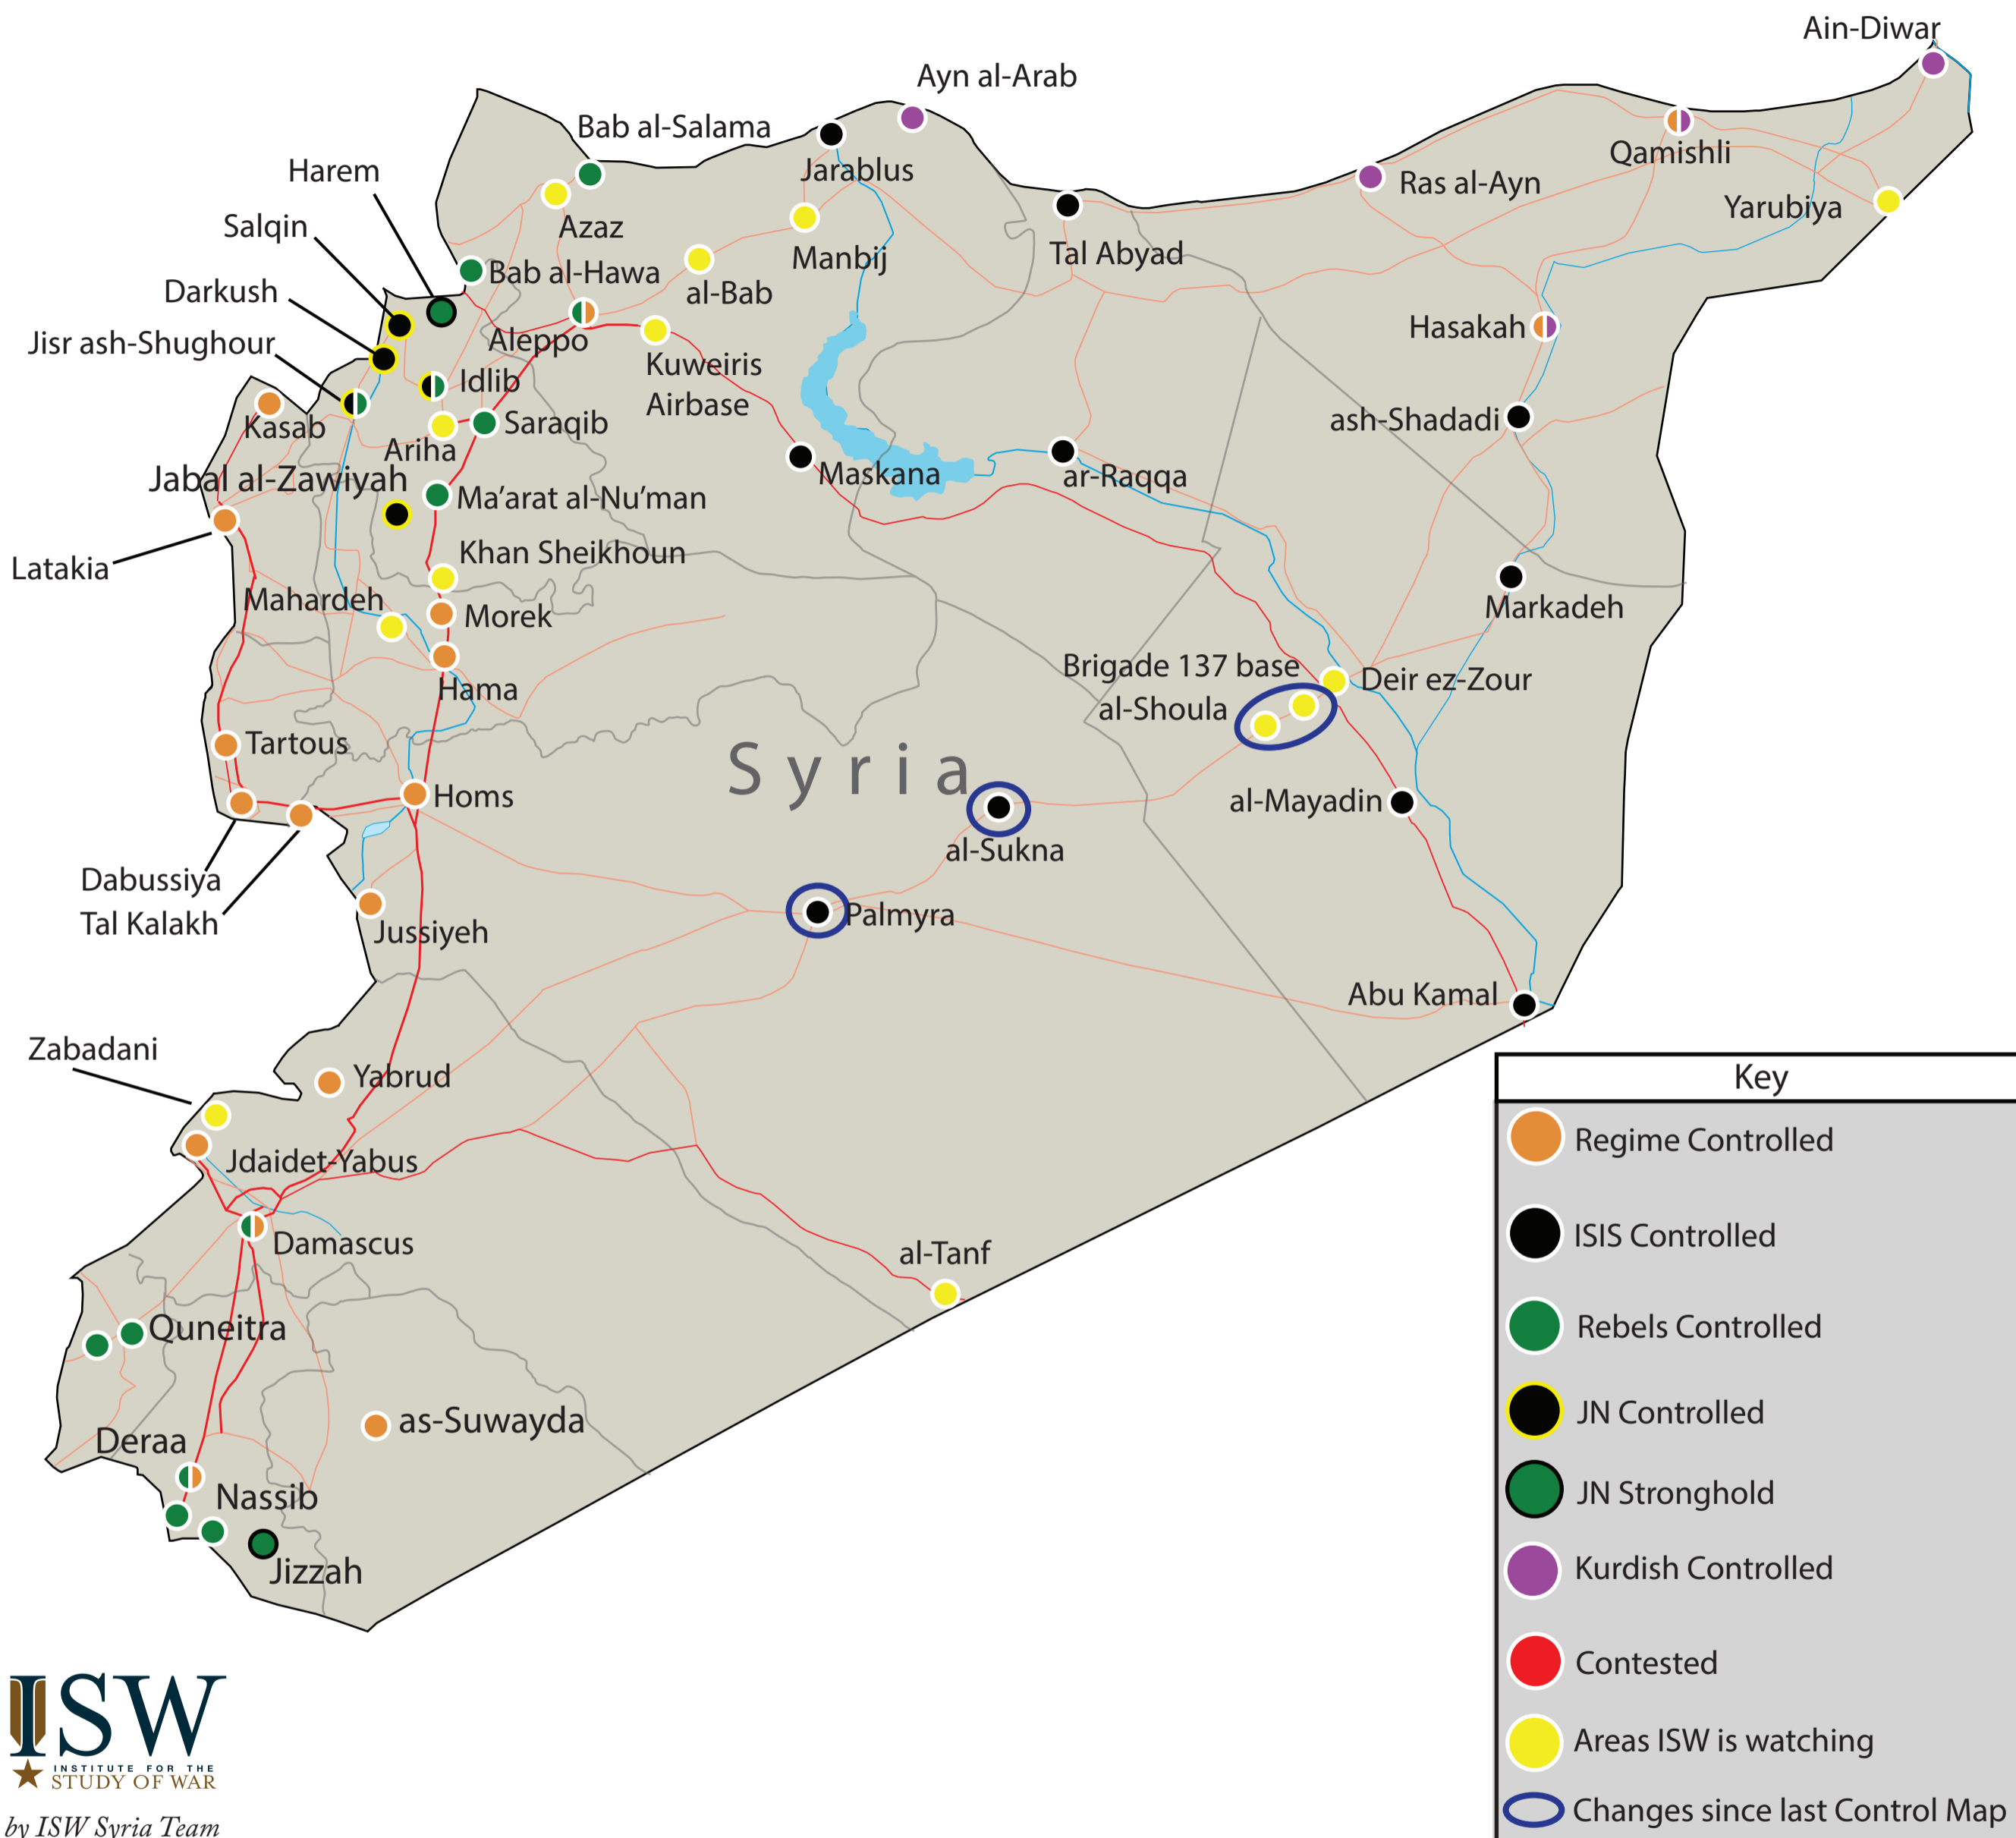 Ain-Diwar
Ayn al-Arab
Bab al-Salama
Jarablus
Qamishli
Harem
Ras al-Ayn
Yarubiya
Salqin
Azaz
Manbij
Tal Abyad
Bab al-Hawa
al-Bab
Darkush
Aleppo
Hasakah
Jisr ash-Shughour
Kuweiris
Airbase
Idlib
Kasab
Ariha
Saraqib
ash-Shadadi
Jabal al-Zawiyah
Maskana
ar-Raqqa
Ma’arat al-Nu’man
Latakia
Khan Sheikhoun
Mahardeh
Morek
Markadeh
Hama
Brigade 137 base
Deir ez-Zour
al-Shoula
Tartous
Syria
Homs
al-Mayadin
al-Sukna
Dabussiya
Tal Kalakh
Jussiyeh
Palmyra
Abu Kamal
Zabadani
Yabrud
Jdaidet-Yabus
Damascus
al-Tanf
Quneitra
as-Suwayda
Deraa
Nassib
Jizzah
Key
Regime Controlled
ISIS Controlled
Rebels Controlled
JN Controlled
JN Stronghold
Kurdish Controlled
Contested
Areas ISW is watching
Changes since last Control Map
ISW
INSTITUTE FOR THE
STUDY OF WAR
by ISW Syria Team